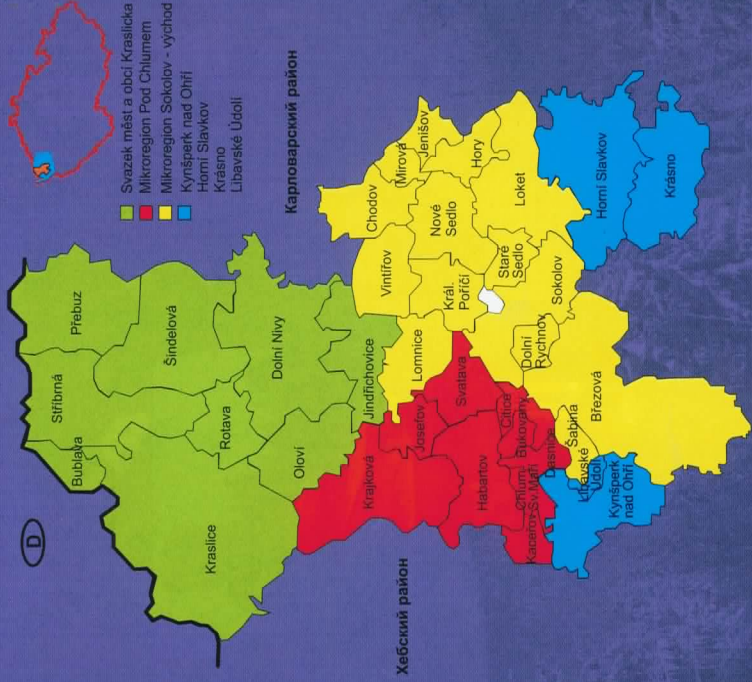 D
Svazek měst a obcí Kraslicka
Mikroregion Pod Chlumem
Mikroregion Sokolov - východ
Kynšperk nad Ohří
Horní Slavkov
Krásno
Libavské Údolí
Карловарский район
Хебский район
Přebuz
Stříbrná
Bublava
Šindelová
Kraslice
Rotava
Dolní Nivy
Oloví
Jindřichovice
Krajková
Chodov
Vintířov
Mírová
Jenišov
Lomnice
Josefov
Nové
Sedlo
Král.
Poříčí
Svatava
Hory
Habartov
Loket
Staré
Sedlo
Citice
Bukovany
Chlum
Sv. Maří
Kaceřov
Dasnice
Dolní
Rychnov
Sokolov
Šabina
Březová
Libavské
Údolí
Kynšperk
nad Ohří
Horní Slavkov
Krásno